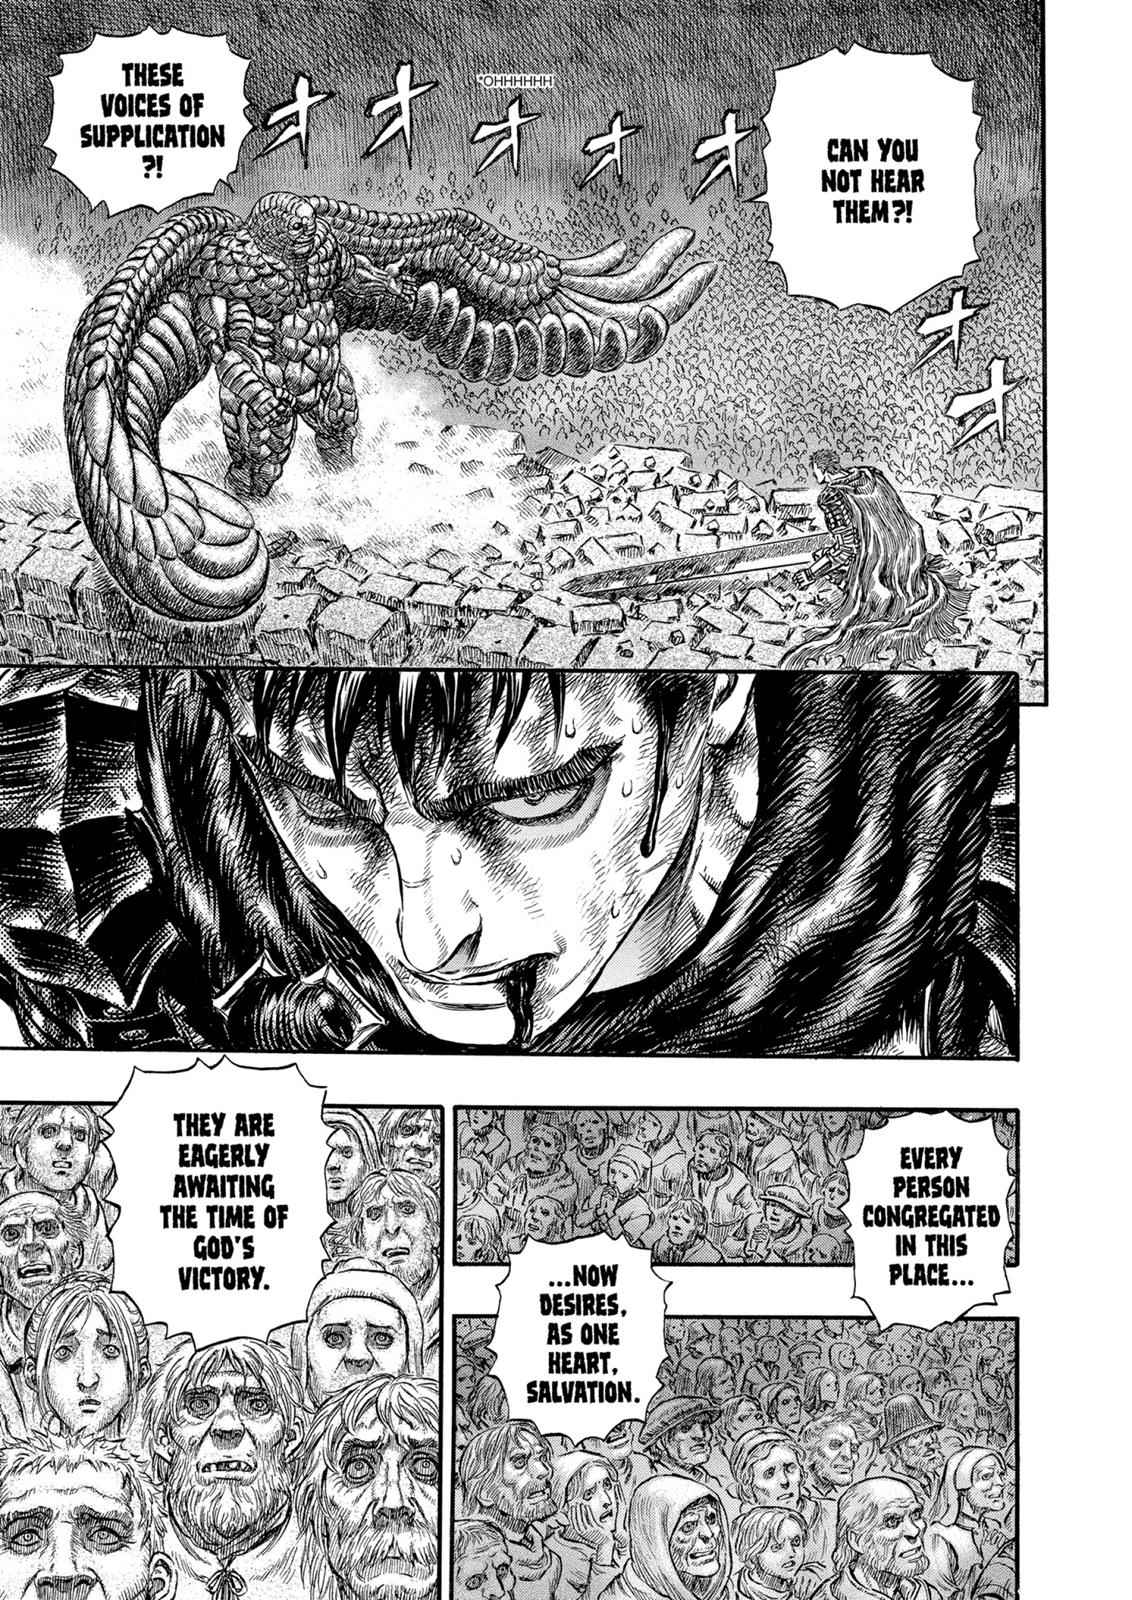 CAN YOU
NOT HEAR
THEM?!
*OHHHHHH
オオオオオオオ
THESE
VOICES OF
SUPPLICATION
?!
EVERY
PERSON
CONGREGATED
IN THIS
PLACE...
...NOW
DESIRES,
AS ONE
HEART,
SALVATION.
THEY ARE
EAGERLY
AWAITING
THE TIME OF
GOD'S
VICTORY.